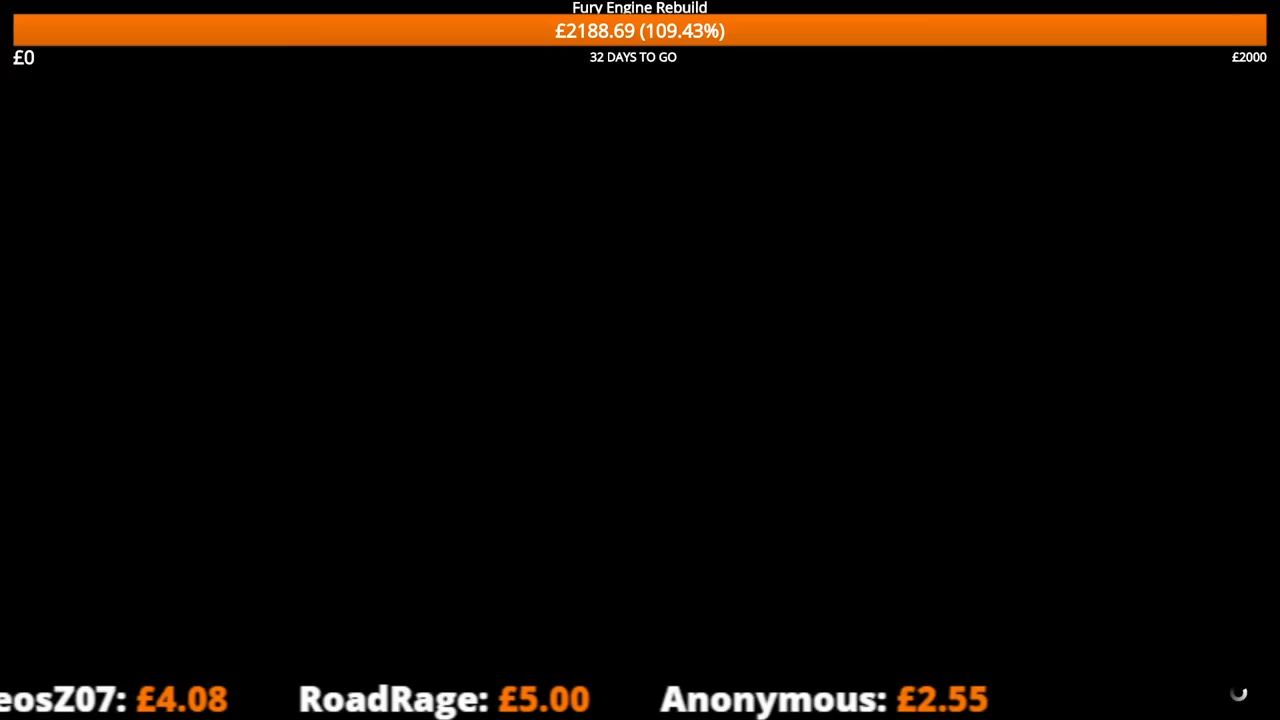 Fury Engine Rebuild
£2188.69 (109.43%)
£0 32 DAYS TO GO £2000
eosZ07: £4.08 RoadRage: £5.00 Anonymous: £2.55